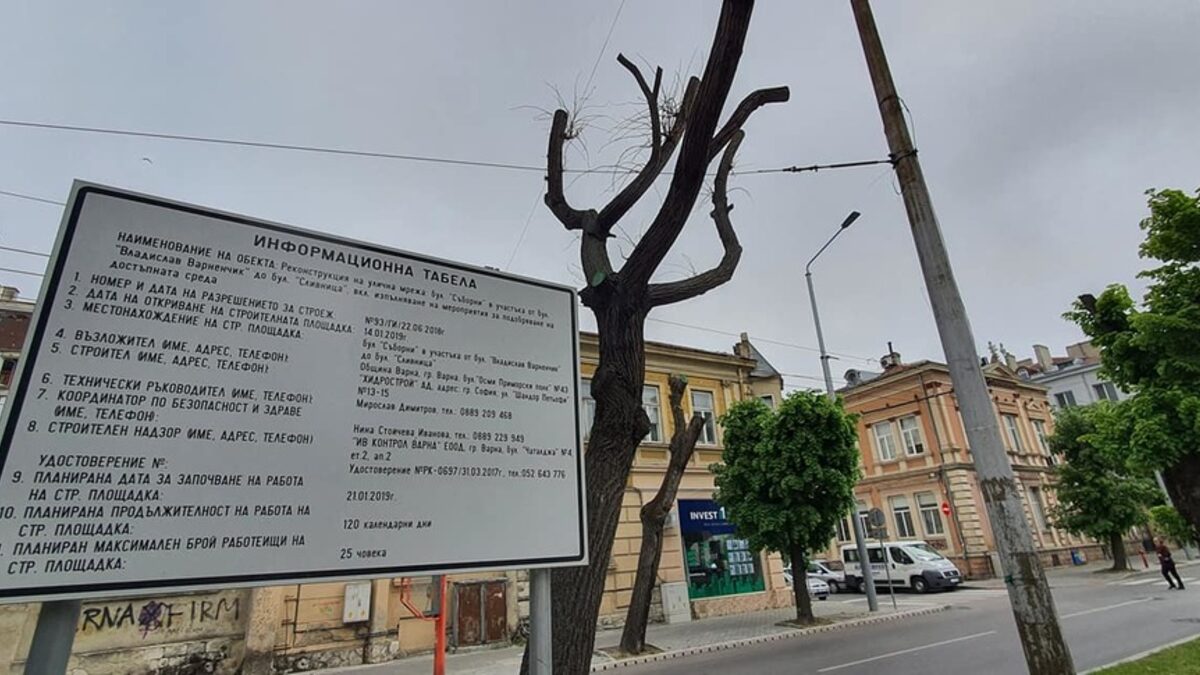 ИНФОРМАЦИОННА ТАБЕЛА
НАИМЕНОВАНИЕ НА ОБЕКТА: Реконструкция на улична мрежа: бул. "Съборни" в участъка от бул.
"Владислав Варненчик" до бул. "Сливница", вкл. изпълняване на мероприятия за подобряване на
достъпната среда
1. НОМЕР И ДАТА НА РАЗРЕШЕНИЕТО ЗА СТРОЕЖ: №93/ГИ/22.06 2018г
2. ДАТА НА ОТКРИВАНЕ НА СТРОИТЕЛНАТА ПЛОЩАДКА: 14.01.2019г.
3. МЕСТОНАХОЖДЕНИЕ НА СТР. ПЛОЩАДКА: бул "Съборни" в участъка от бул. "Владислав Варненчик"
до бул. "Сливница"
4. ВЪЗЛОЖИТЕЛ (ИМЕ, АДРЕС, ТЕЛЕФОН): Община Варна, гр. Варна, бул."Осми Приморски полк" №43
5. СТРОИТЕЛ (ИМЕ, АДРЕС, ТЕЛЕФОН): "ХИДРОСТРОЙ" АД, адрес: гр. София, ул. "Шандор Петьофи"
№13-15
6. ТЕХНИЧЕСКИ РЪКОВОДИТЕЛ (ИМЕ, ТЕЛЕФОН): Мирослав Димитров, тел.: 0889 209 468
7. КООРДИНАТОР ПО БЕЗОПАСНОСТ И ЗДРАВЕ
(ИМЕ, ТЕЛЕФОН): Нина Стойчева Иванова, тел.: 0889 229 949
8. СТРОИТЕЛЕН НАДЗОР (ИМЕ, АДРЕС, ТЕЛЕФОН) "ИВ КОНТРОЛ ВАРНА" ЕООД, гр. Варна, бул. "Чаталджа" №4,
ет.2, ап.2
УДОСТОВЕРЕНИЕ №: Удостоверение №РК-0697/31.03.2017г., тел.052 643 776
9. ПЛАНИРАНА ДАТА ЗА ЗАПОЧВАНЕ НА РАБОТА
НА СТР. ПЛОЩАДКА: 21.01.2019г.
10. ПЛАНИРАНА ПРОДЪЛЖИТЕЛНОСТ НА РАБОТА НА
СТР. ПЛОЩАДКА: 120 календарни дни
ПЛАНИРАН МАКСИМАЛЕН БРОЙ РАБОТЕЩИ НА
СТР. ПЛОЩАДКА: 25 човека
INVEST 1
FIRM